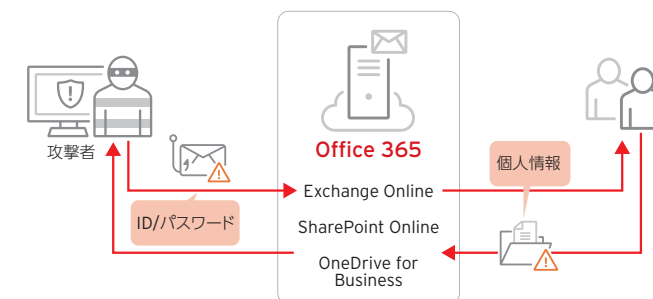 攻撃者
ID/パスワード
Office 365
Exchange Online
SharePoint Online
OneDrive for
Business
個人情報